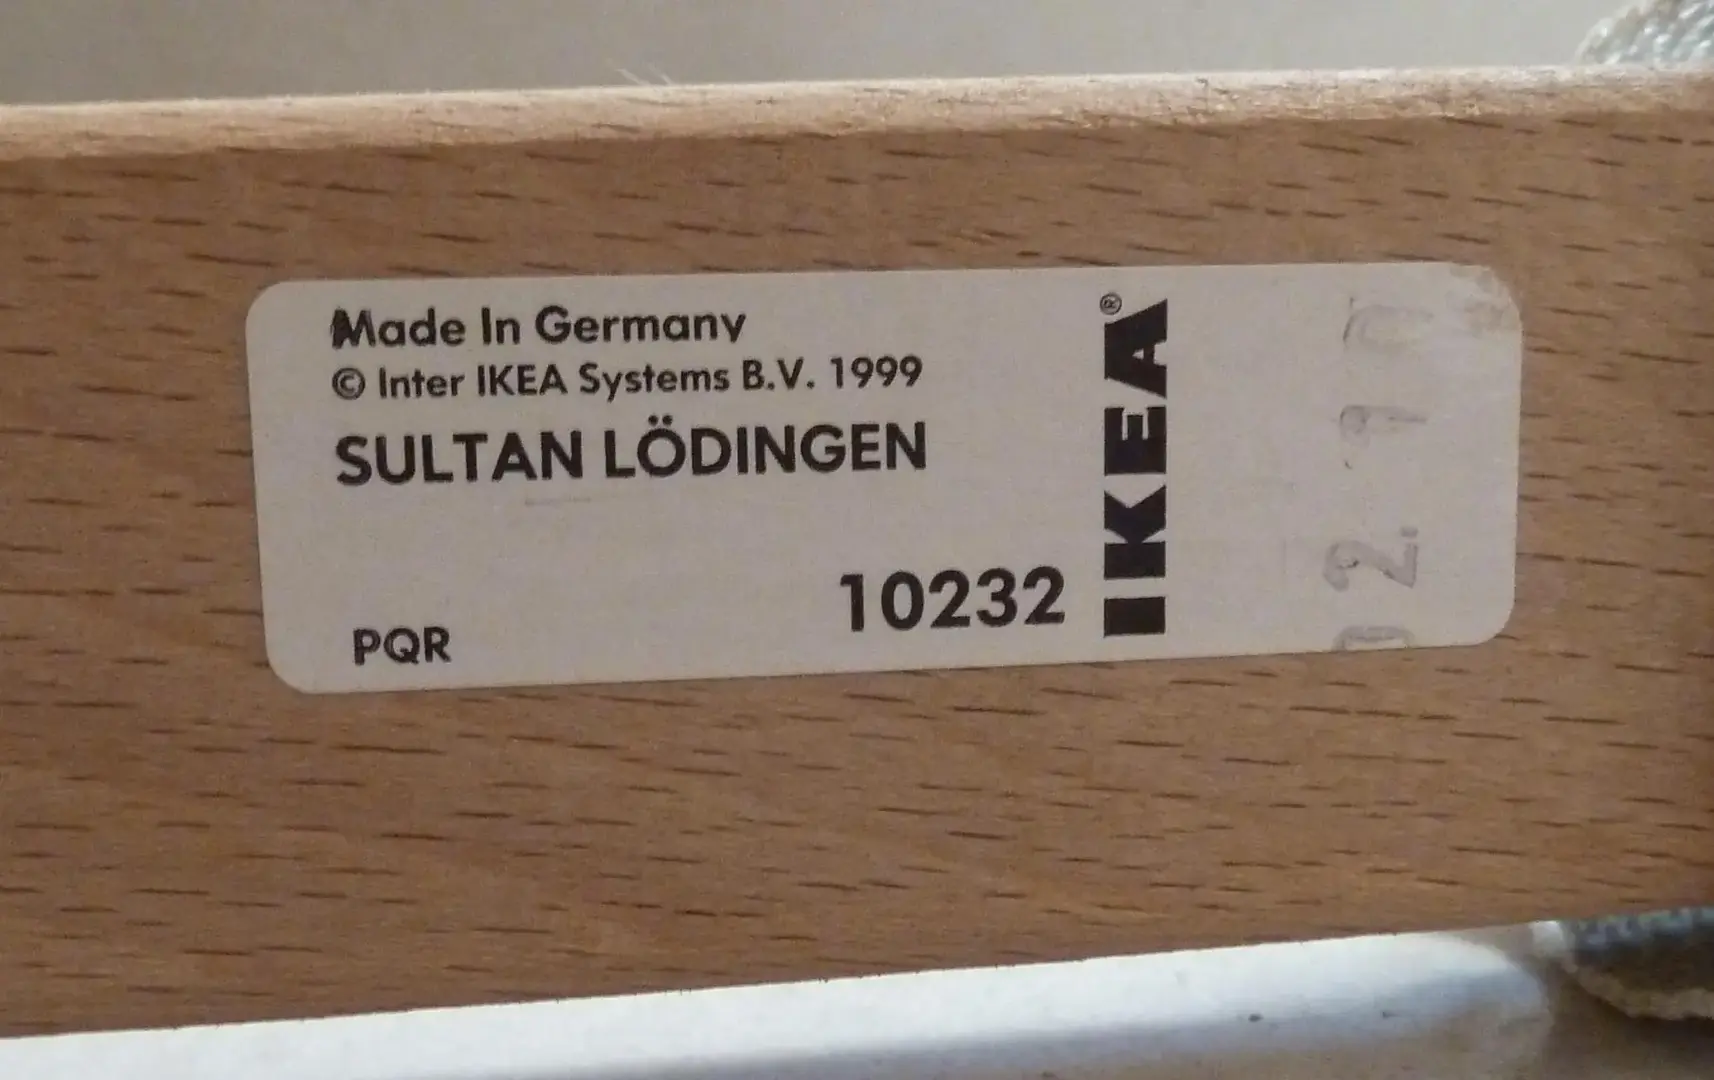 Made In Germany
© Inter IKEA Systems B.V. 1999
SULTAN LÖDINGEN
10232
PQR
IKEA®